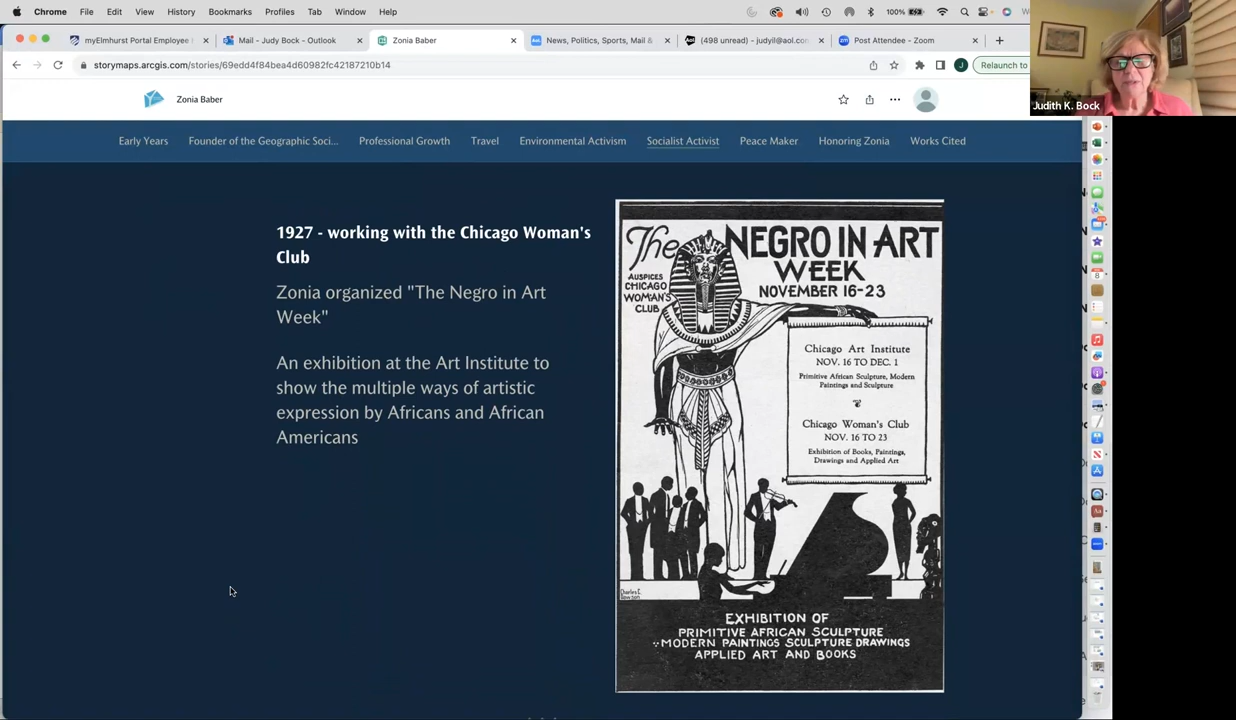 Chrome File Edit View History Bookmarks Profiles Tab Window Help
100%
myElmhurst Portal Employee
Mail - Judy Bock - Outlook
Zonia Baber
News, Politics, Sports, Mail &
(498 unread) - judyil@aol.co
Post Attendee - Zoom
storymaps.arcgis.com/stories/69edd4f84bea4d60982fc42187210b14
Relaunch to
Judith K. Bock
Zonia Baber
Early Years
Founder of the Geographic Soci...
Professional Growth
Travel
Environmental Activism
Socialist Activist
Peace Maker
Honoring Zonia
Works Cited
1927 - working with the Chicago Woman's
Club
Zonia organized "The Negro in Art
Week"
An exhibition at the Art Institute to
show the multiple ways of artistic
expression by Africans and African
Americans
The NEGRO IN ART
WEEK
NOVEMBER 16-23
AUSPICES
CHICAGO
WOMAN'S
CLUB
Chicago Art Institute
NOV. 16 TO DEC. 1
Primitive African Sculpture, Modern
Paintings and Sculpture
Chicago Woman's Club
NOV. 16 TO 23
Exhibition of Books, Paintings,
Drawings and Applied Art
Charles C.
Dawson
EXHIBITION OF
PRIMITIVE AFRICAN SCULPTURE
MODERN PAINTINGS SCULPTURE DRAWINGS
APPLIED ART AND BOOKS